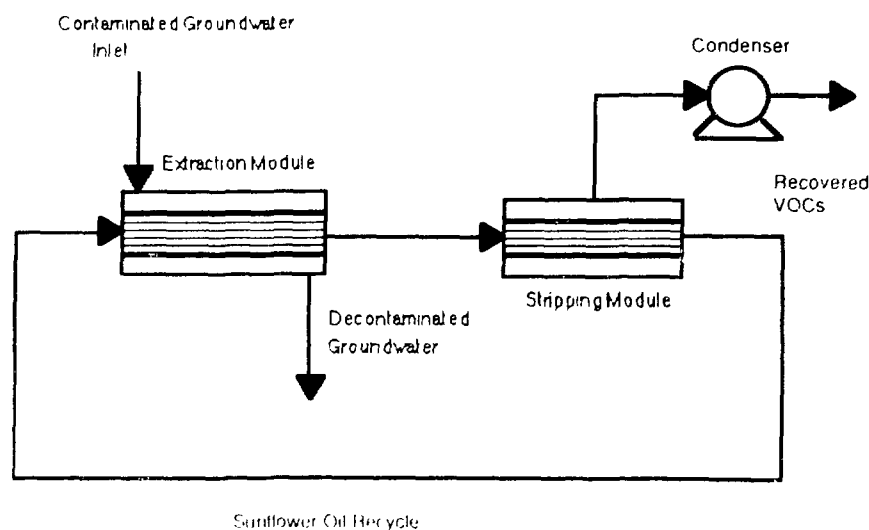 Contaminated Groundwater
Inlet
Condenser
Extraction Module
Recovered
VOCs
Stripping Module
Decontaminated
Groundwater
Sunflower Oil Recycle